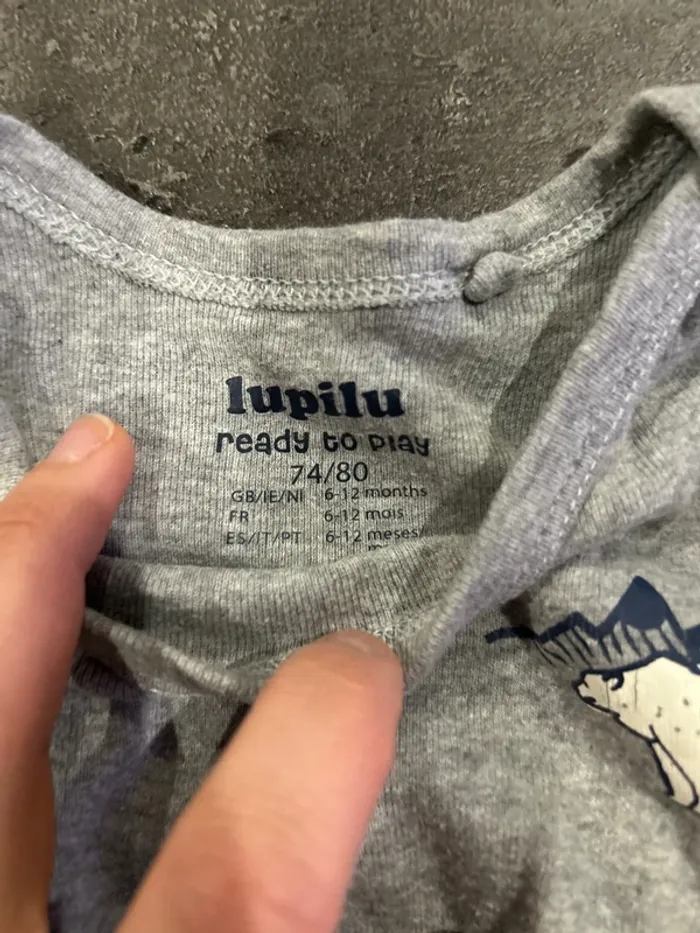 lupilu
ready to play
74/80
GB/IE/NI 6-12 months
FR 6-12 mois
ES/IT/PT 6-12 meses/